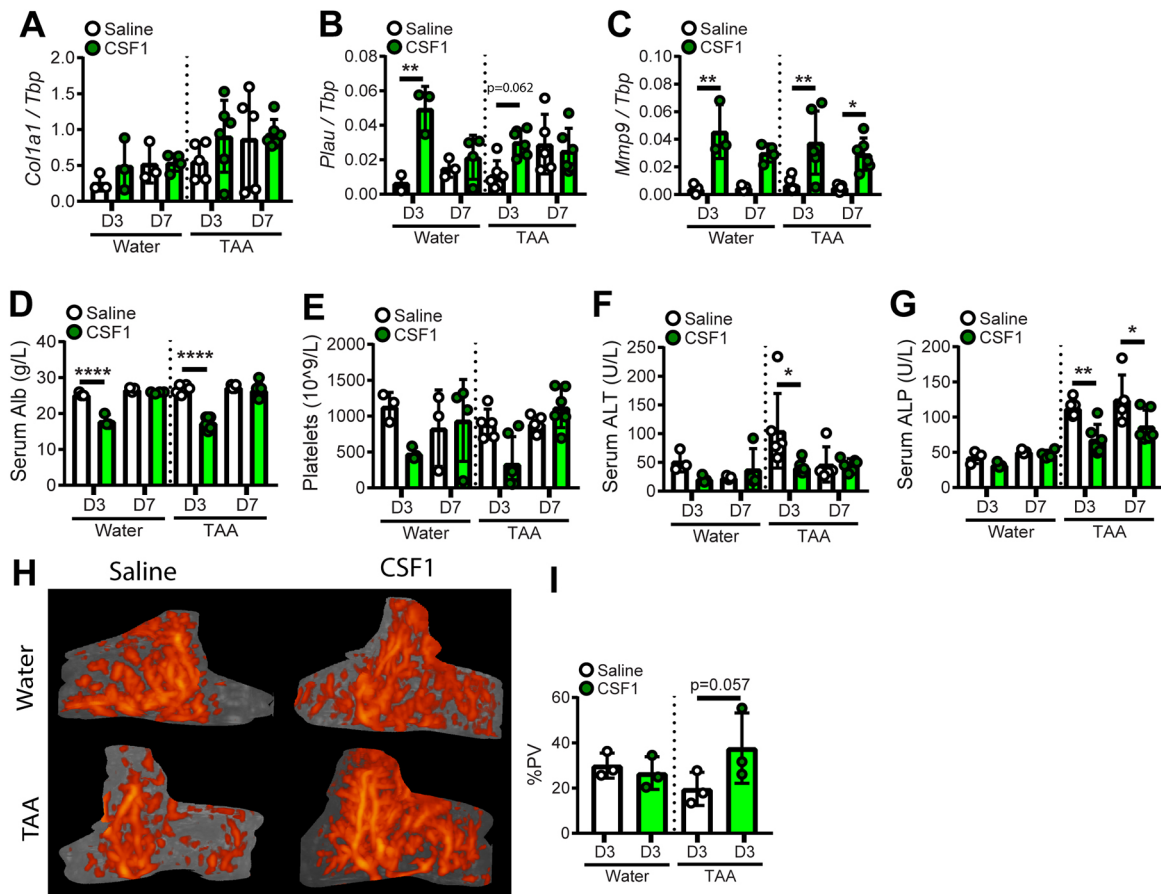 A
Saline
CSF1
Col1a1 / Tbp
2.0
1.5
1.0
0.5
0.0
D3 D7 D3 D7
Water TAA
B
Saline
CSF1
Plau / Tbp
0.08
0.06
0.04
0.02
0.00
**
p=0.062
D3 D7 D3 D7
Water TAA
C
Saline
CSF1
Mmp9 / Tbp
0.10
0.08
0.06
0.04
0.02
0.00
** ** *
D3 D7 D3 D7
Water TAA
D
Saline
CSF1
Serum Alb (g/L)
40
30
20
10
0
**** ****
D3 D7 D3 D7
Water TAA
E
Saline
CSF1
Platelets (10^9/L)
2000
1500
1000
500
0
D3 D7 D3 D7
Water TAA
F
Saline
CSF1
Serum ALT (U/L)
250
200
150
100
50
0
*
D3 D7 D3 D7
Water TAA
G
Saline
CSF1
Serum ALP (U/L)
200
150
100
50
0
** *
D3 D7 D3 D7
Water TAA
H
Saline CSF1
Water
TAA
I
Saline
CSF1
%PV
60
40
20
0
p=0.057
D3 D3 D3 D3
Water TAA